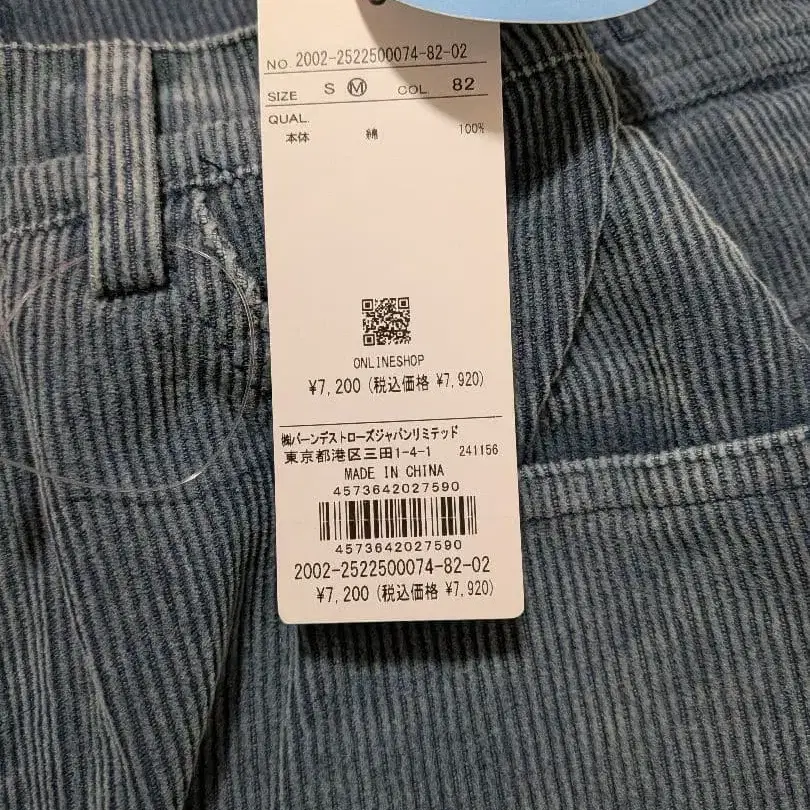 NO. 2002-2522500074-82-02
SIZE S Ⓜ COL 82
QUAL.
本体 綿 100%
ONLINESHOP
¥7,200 (税込価格 ¥7,920)
㈱バーンデストローズジャパンリミテッド
東京都港区三田1-4-1 241156
MADE IN CHINA
4573642027590
4573642027590
2002-2522500074-82-02
¥7,200 (税込価格 ¥7,920)